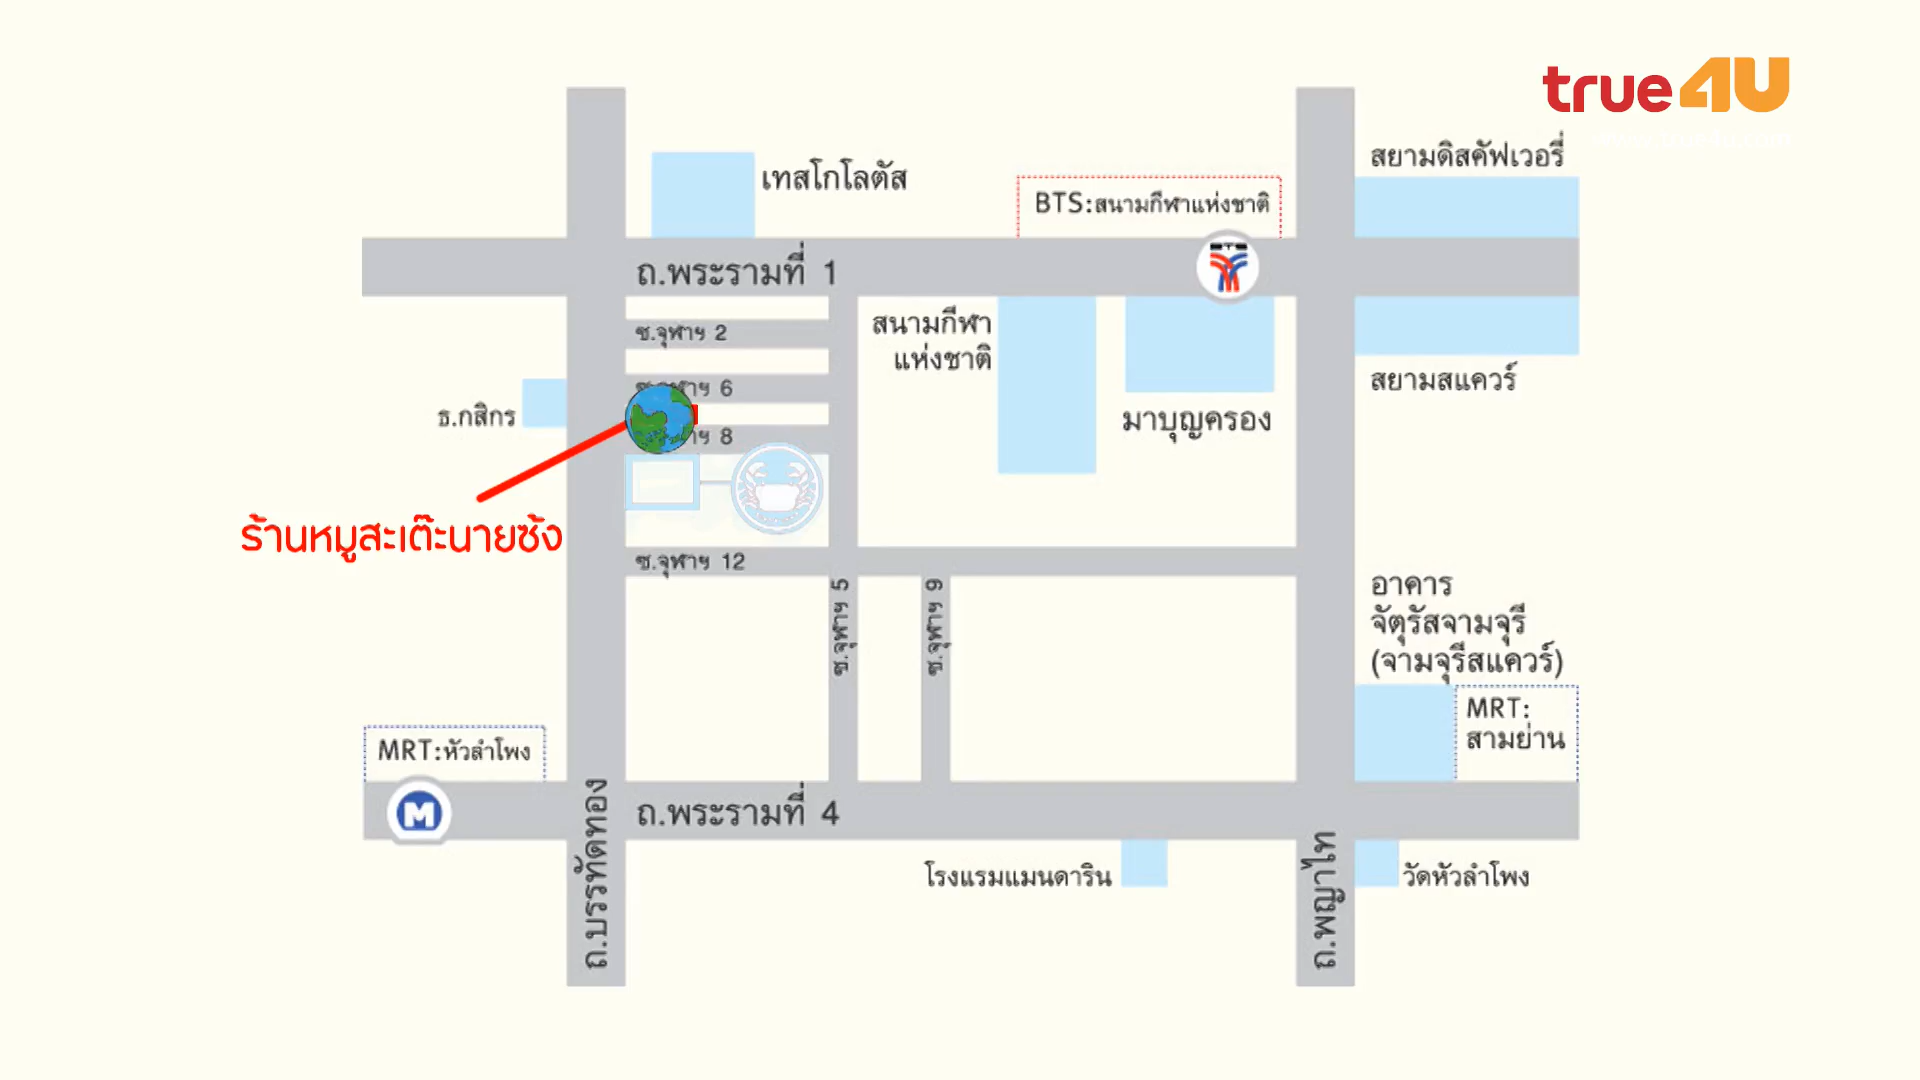 true4U
สยามดิสคัฟเวอรี่
เทสโกโลตัส
BTS:สนามกีฬาแห่งชาติ
BTS
ถ.พระรามที่ 1
ซ.จุฬาฯ 2
สนามกีฬา
แห่งชาติ
สยามสแควร์
าฯ 6
ธ.กสิกร
มาบุญครอง
าฯ 8
ร้านหมูสะเต๊ะนายซ้ง
ซ.จุฬาฯ 12
ซ.จุฬาฯ 5
ซ.จุฬาฯ 9
อาคาร
จัตุรัสจามจุรี
(จามจุรีสแควร์)
MRT:
สามย่าน
MRT:หัวลำโพง
M
ถ.พระรามที่ 4
ถ.บรรทัดทอง
ถ.พญาไท
โรงแรมแมนดาริน
วัดหัวลำโพง